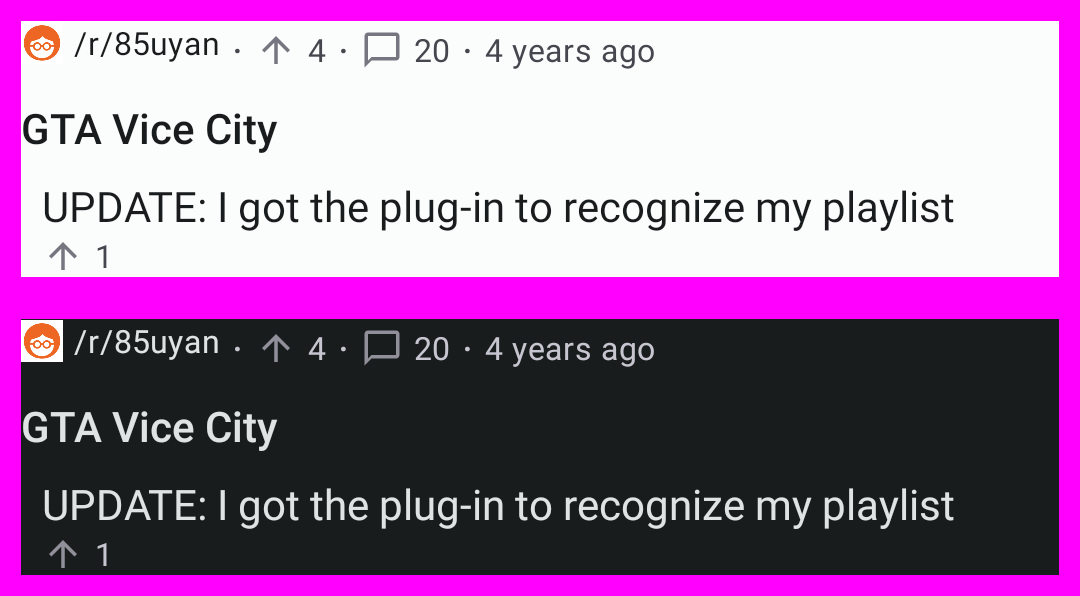 /r/85uyan · 4 · 20 · 4 years ago
GTA Vice City
UPDATE: I got the plug-in to recognize my playlist
1
/r/85uyan · 4 · 20 · 4 years ago
GTA Vice City
UPDATE: I got the plug-in to recognize my playlist
1